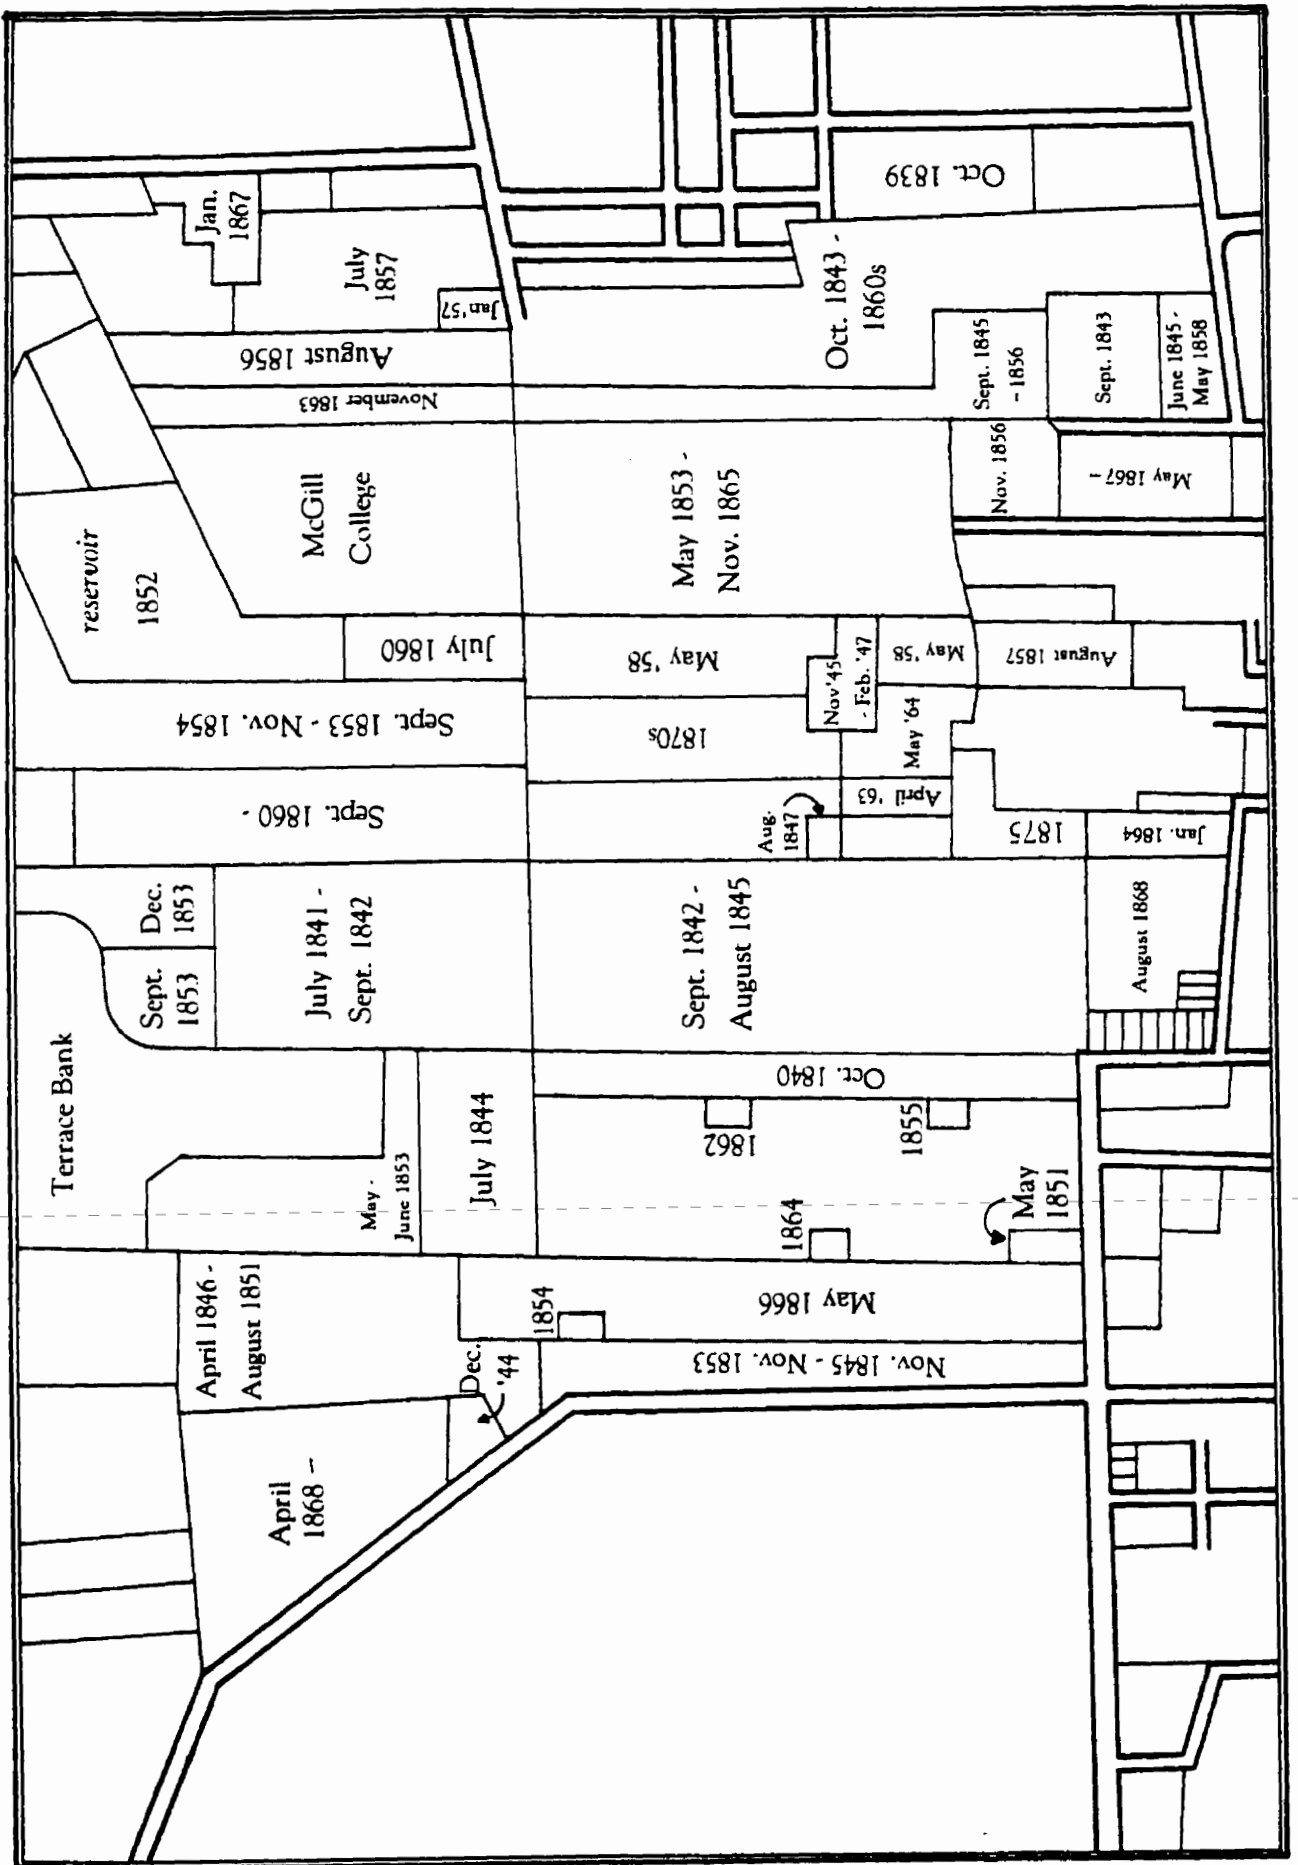 Oct. 1839
Jan.
1867
July
1857
Jan '57
Oct. 1843 -
1860s
August 1856
Sept. 1845
- 1856
Sept. 1843
June 1845 -
May 1858
November 1863
McGill
College
May 1853 -
Nov. 1865
Nov. 1856
May 1867 -
reservoir
1852
July 1860
May '58
Nov '45
- Feb. '47
May '58
August 1857
Sept. 1853 - Nov. 1854
1870s
May '64
Sept. 1860 -
Aug.
1847
April '63
1875
Jan. 1864
Dec.
1853
Sept.
1853
July 1841 -
Sept. 1842
Sept. 1842 -
August 1845
August 1868
Terrace Bank
Oct. 1840
July 1844
1862
1855
May -
June 1853
1864
May
1851
April 1846 -
August 1851
1854
May 1866
Dec.
'44
Nov. 1845 - Nov. 1853
April
1868 -